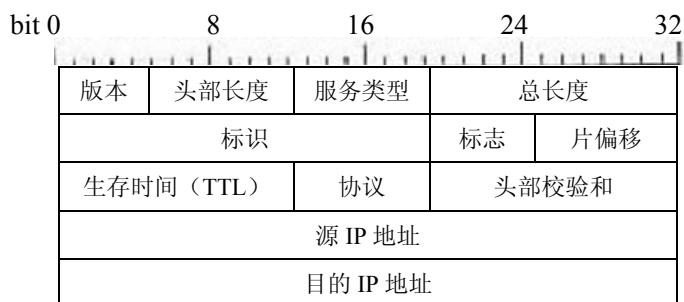 bit 0 8 16 24 32
版本 头部长度 服务类型 总长度
标识 标志 片偏移
生存时间（TTL） 协议 头部校验和
源 IP 地址
目的 IP 地址